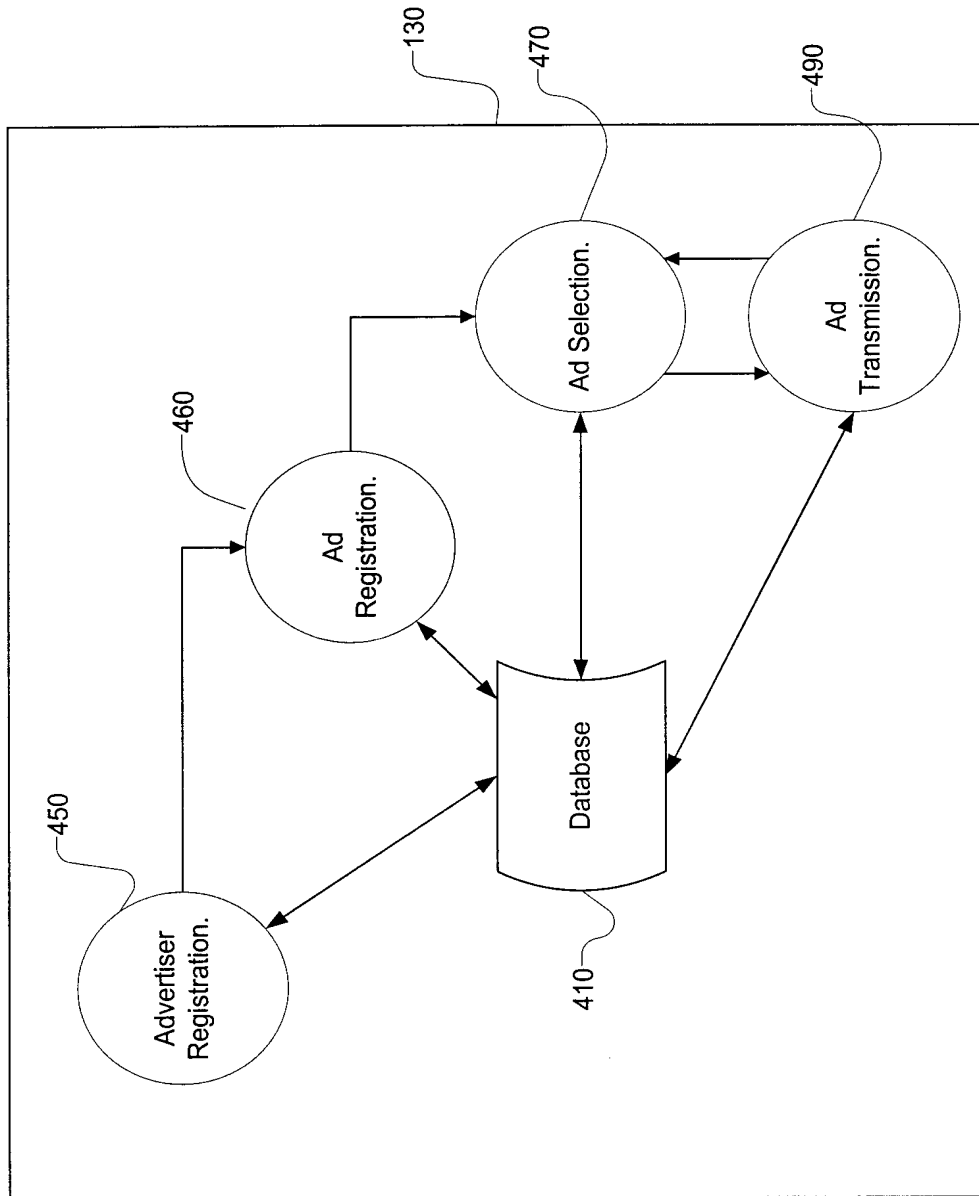 450
Advertiser
Registration.
460
Ad
Registration.
130
470
Ad Selection.
490
Ad
Transmission.
Database
410